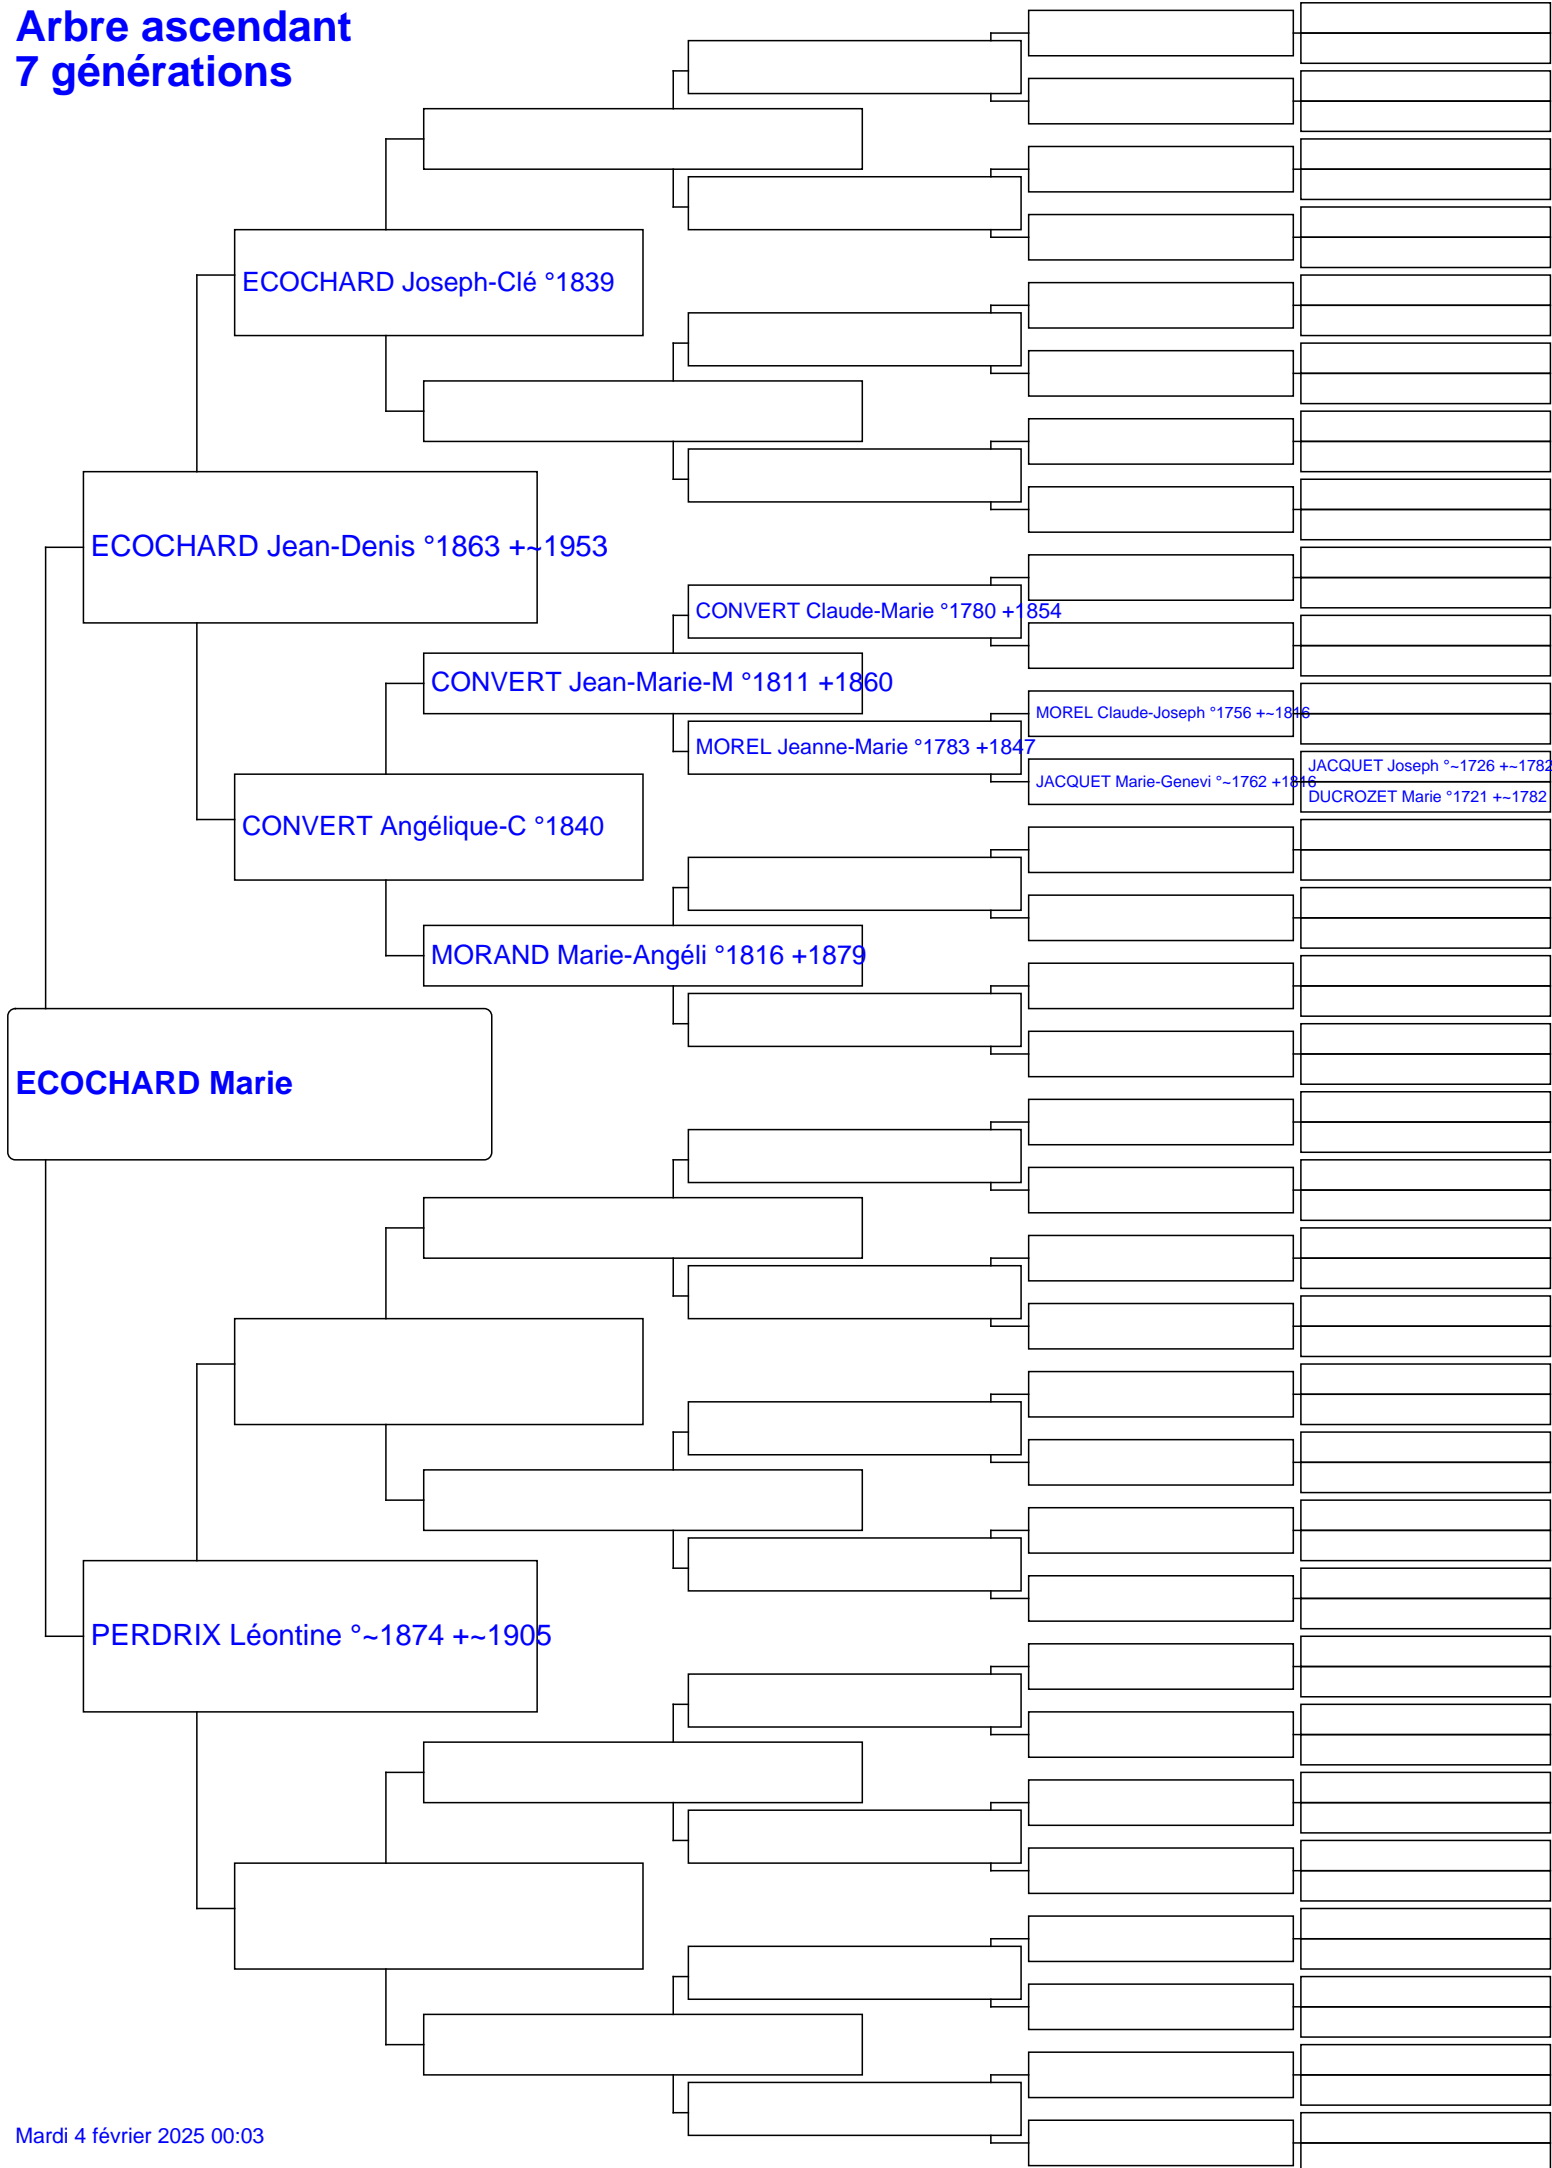 Arbre ascendant
7 générations
ECOCHARD Joseph-Clé °1839
ECOCHARD Jean-Denis °1863 +~1953
CONVERT Claude-Marie °1780 +1854
CONVERT Jean-Marie-M °1811 +1860
MOREL Claude-Joseph °1756 +~1816
MOREL Jeanne-Marie °1783 +1847
JACQUET Joseph °~1726 +~1782
JACQUET Marie-Genevi °~1762 +1816
DUCROZET Marie °1721 +~1782
CONVERT Angélique-C °1840
MORAND Marie-Angéli °1816 +1879
ECOCHARD Marie
PERDRIX Léontine °~1874 +~1905
Mardi 4 février 2025 00:03